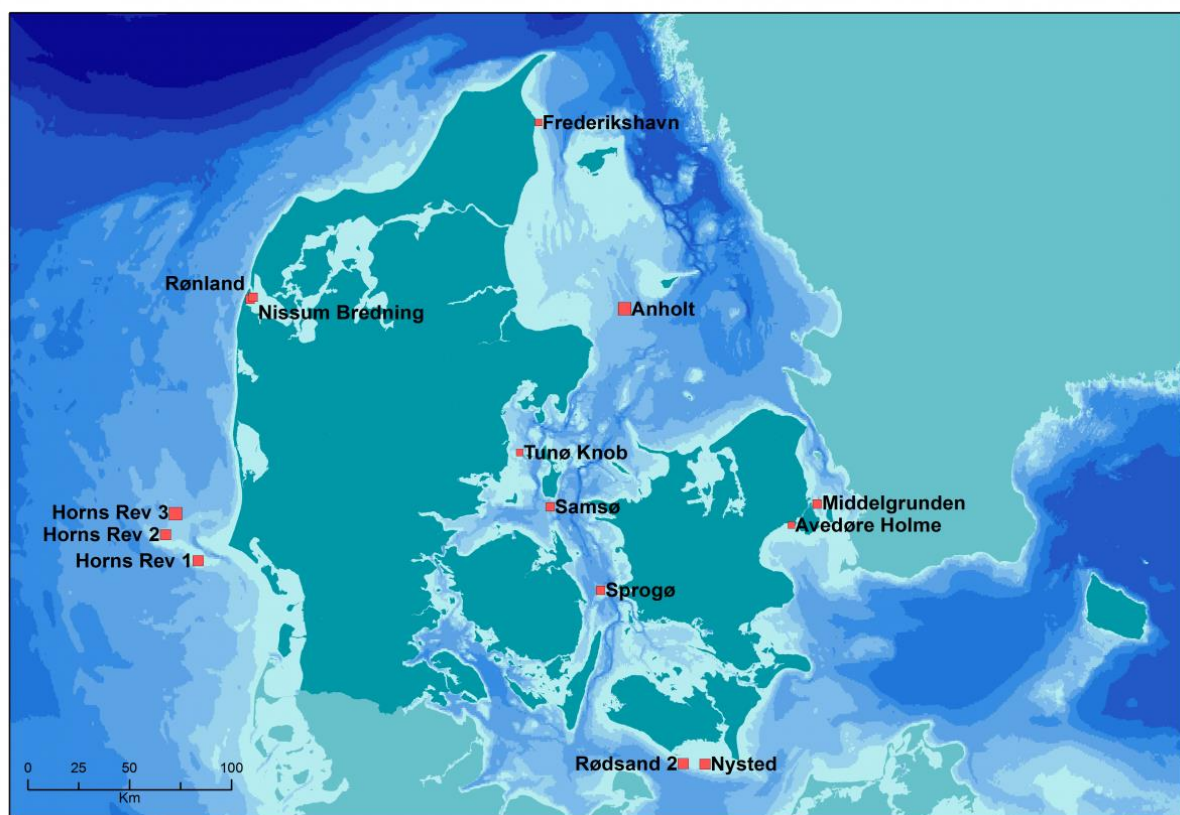 Frederikshavn
Rønland
Nissum Bredning
Anholt
Tunø Knob
Samsø
Middelgrunden
Avedøre Holme
Horns Rev 3
Horns Rev 2
Horns Rev 1
Sprogø
Rødsand 2
Nysted
0 25 50 100
Km